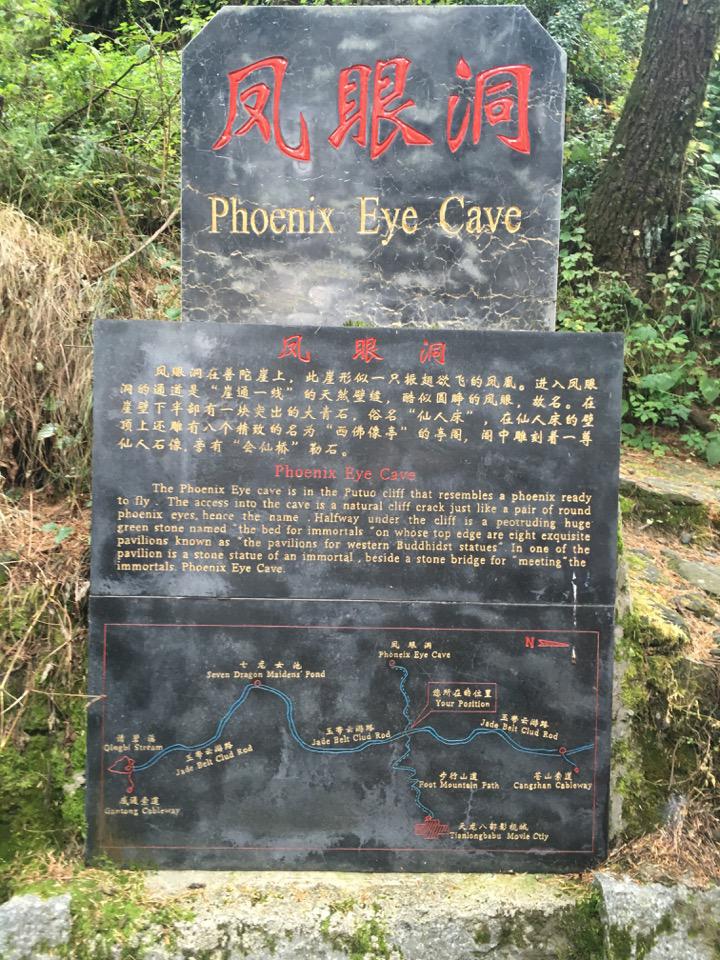 凤眼洞
Phoenix Eye Cave
凤眼洞
凤眼洞在普陀崖上，此崖形似一只振翅欲飞的凤凰。进入凤眼
洞的通道是“崖通一线”的天然壁缝，酷似圆睁的凤眼，故名。在
崖壁下半部有一块突出的大青石，俗名“仙人床”，在仙人床的壁
顶上还雕有八个精致的名为“西佛像亭”的亭阁，阁中雕刻着一尊
仙人石像，旁有“会仙桥”勒石。
Phoenix Eye Cave
The Phoenix Eye cave is in the Putuo cliff that resembles a phoenix ready
to fly . The access into the cave is a natural cliff crack just like a pair of round
phoenix eyes, hence the name . Halfway under the cliff is a peotruding huge
green stone named "the bed for immortals "on whose top edge are eight exquisite
pavilions known as "the pavilions for western Buddhidst statues". In one of the
pavilion is a stone statue of an immortal , beside a stone bridge for "meeting"the
immortals. Phoenix Eye Cave.
凤眼洞
Phoneix Eye Cave
N
七龙女池
Seven Dragon Maidens' Pond
您所在的位置
Your Position
清碧溪
Qingbi Stream
玉带云游路
Jade Belt Clud Rod
玉带云游路
Jade Belt Clud Rod
玉带云游路
Jade Belt Clud Rod
感通索道
Gantong Cableway
步行山道
Foot Mountain Path
苍山索道
Cangshan Cableway
天龙八部影视城
Tianlongbabu Movie Ctiy